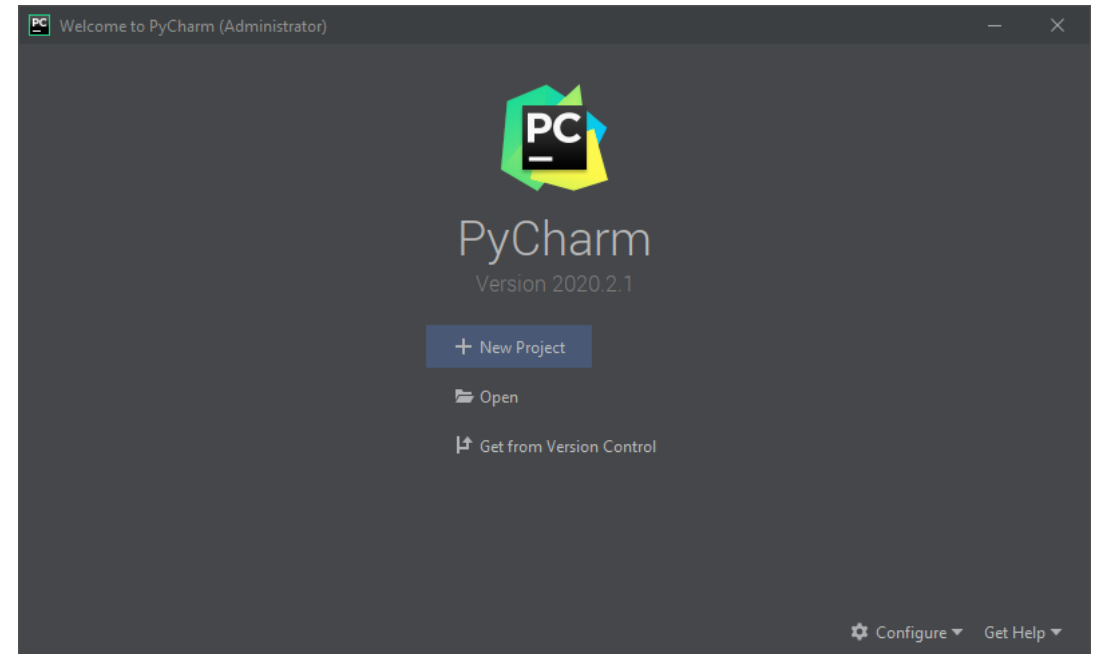 PC Welcome to PyCharm (Administrator)
PC
PyCharm
Version 2020.2.1
New Project
Open
Get from Version Control
Configure Get Help